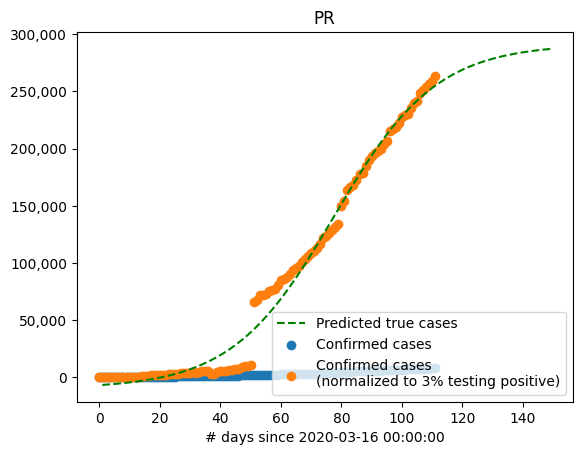 PR
300,000
250,000
200,000
150,000
100,000
50,000
0
Predicted true cases
Confirmed cases
Confirmed cases
(normalized to 3% testing positive)
0 20 40 60 80 100 120 140
# days since 2020-03-16 00:00:00